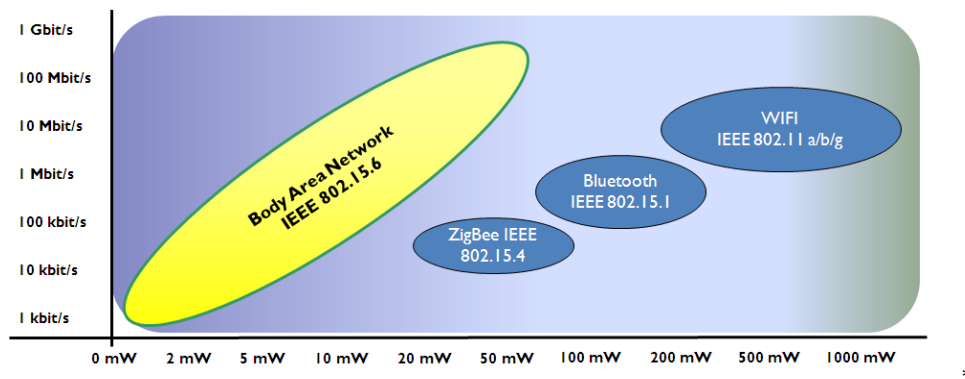 1 Gbit/s
100 Mbit/s
10 Mbit/s
1 Mbit/s
100 kbit/s
10 kbit/s
1 kbit/s
Body Area Network
IEEE 802.15.6
WIFI
IEEE 802.11 a/b/g
Bluetooth
IEEE 802.15.1
ZigBee IEEE
802.15.4
0 mW 2 mW 5 mW 10 mW 20 mW 50 mW 100 mW 200 mW 500 mW 1000 mW